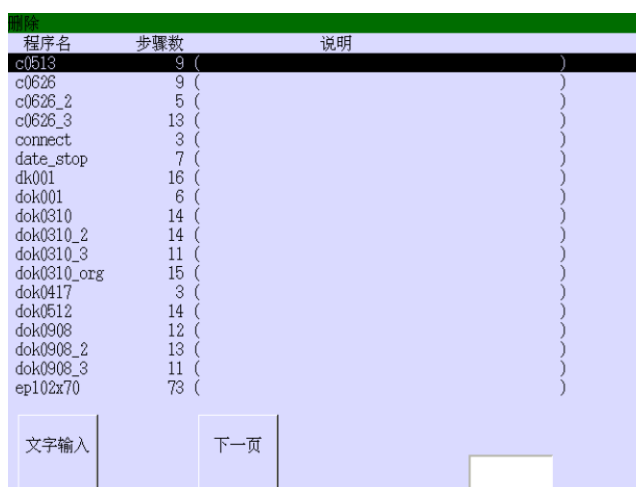 删除
程序名 步骤数 说明
c0513 9 ( )
c0626 9 ( )
c0626_2 5 ( )
c0626_3 13 ( )
connect 3 ( )
date_stop 7 ( )
dk001 16 ( )
dok001 6 ( )
dok0310 14 ( )
dok0310_2 14 ( )
dok0310_3 11 ( )
dok0310_org 15 ( )
dok0417 3 ( )
dok0512 14 ( )
dok0908 12 ( )
dok0908_2 13 ( )
dok0908_3 11 ( )
ep102x70 73 ( )
文字输入 下一页